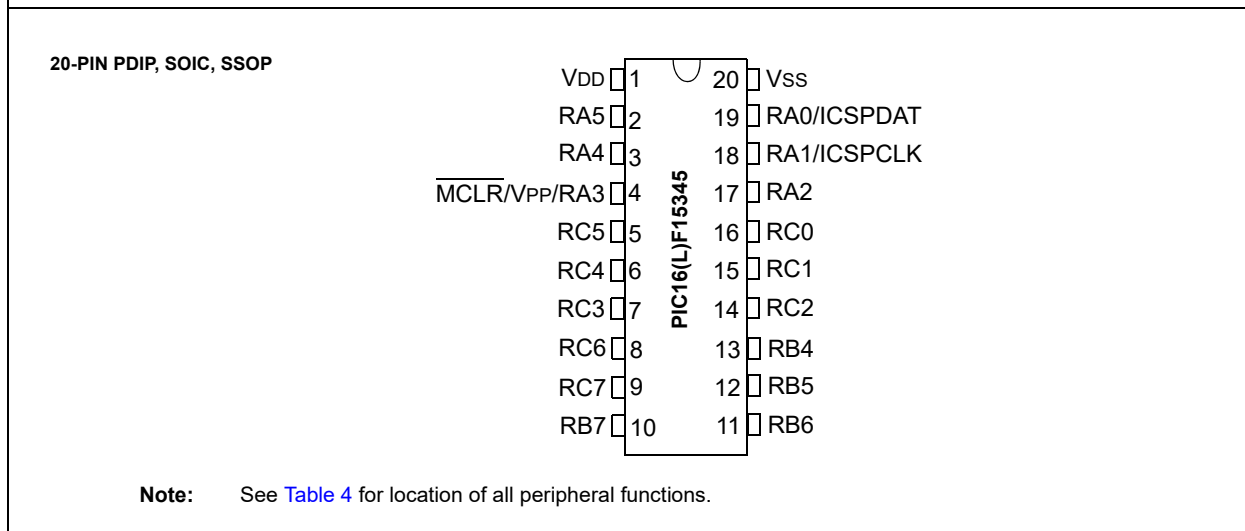 20-PIN PDIP, SOIC, SSOP
VDD 1 20 VSS
RA5 2 19 RA0/ICSPDAT
RA4 3 18 RA1/ICSPCLK
MCLR/VPP/RA3 4 17 RA2
RC5 5 16 RC0
RC4 6 15 RC1
RC3 7 14 RC2
RC6 8 13 RB4
RC7 9 12 RB5
RB7 10 11 RB6
PIC16(L)F15345
Note: See Table 4 for location of all peripheral functions.